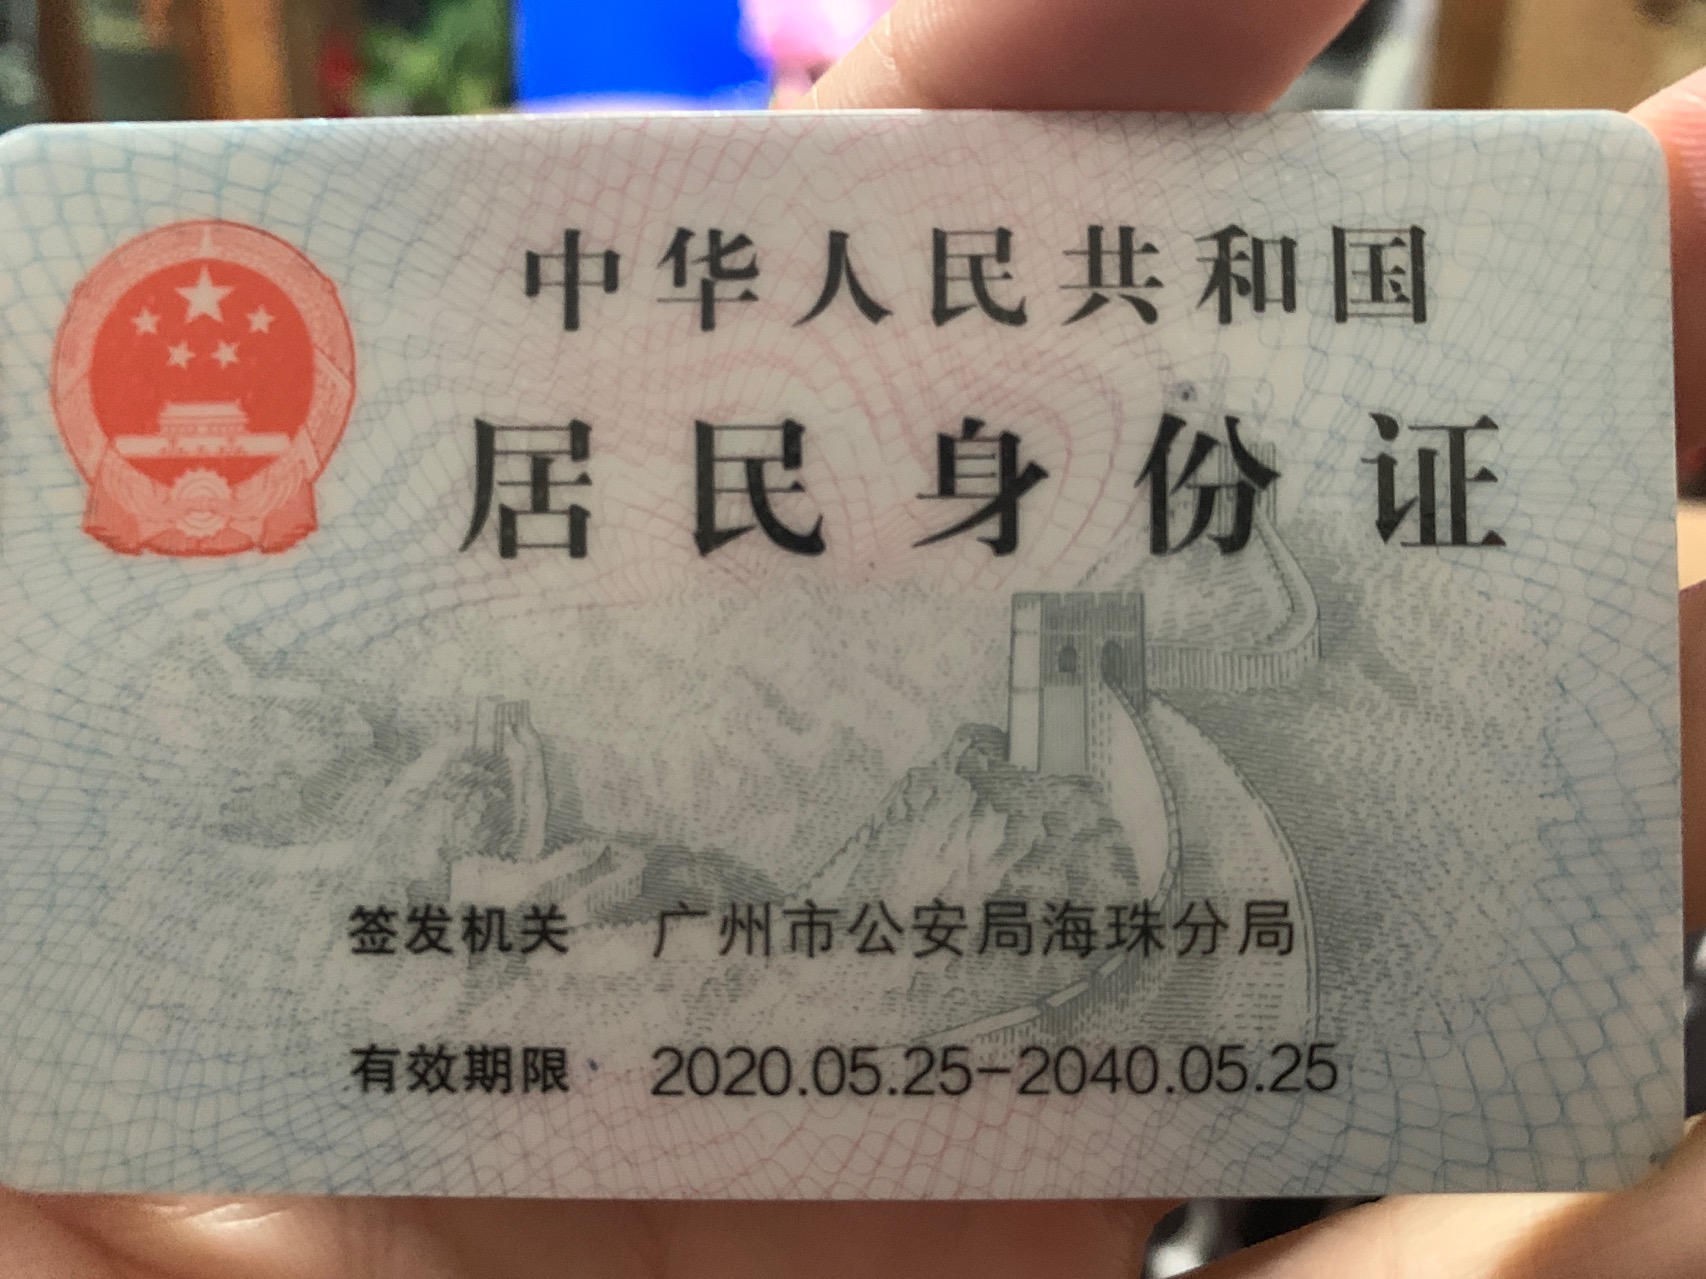 中华人民共和国
居民身份证
签发机关 广州市公安局海珠分局
有效期限 2020.05.25-2040.05.25